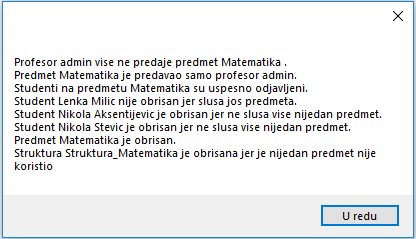 Profesor admin vise ne predaje predmet Matematika .
Predmet Matematika je predavao samo profesor admin.
Studenti na predmetu Matematika su uspesno odjavljeni.
Student Lenka Milic nije obrisan jer slusa jos predmeta.
Student Nikola Aksentijevic je obrisan jer ne slusa vise nijedan predmet.
Student Nikola Stevic je obrisan jer ne slusa vise nijedan predmet.
Predmet Matematika je obrisan.
Struktura Struktura_Matematika je obrisana jer je nijedan predmet nije
koristio
U redu